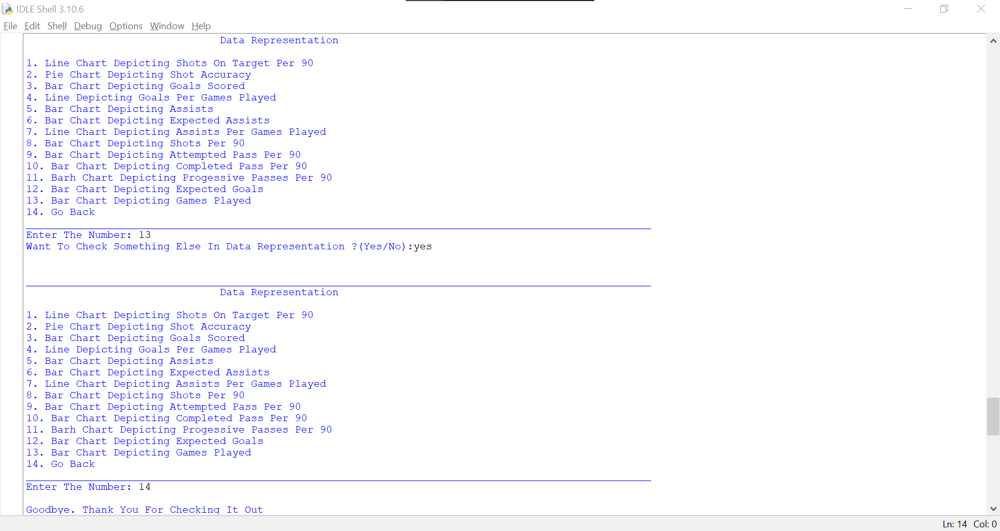 IDLE Shell 3.10.6
File Edit Shell Debug Options Window Help
Data Representation
1. Line Chart Depicting Shots On Target Per 90
2. Pie Chart Depicting Shot Accuracy
3. Bar Chart Depicting Goals Scored
4. Line Depicting Goals Per Games Played
5. Bar Chart Depicting Assists
6. Bar Chart Depicting Expected Assists
7. Line Chart Depicting Assists Per Games Played
8. Bar Chart Depicting Shots Per 90
9. Bar Chart Depicting Attempted Pass Per 90
10. Bar Chart Depicting Completed Pass Per 90
11. Barh Chart Depicting Progessive Passes Per 90
12. Bar Chart Depicting Expected Goals
13. Bar Chart Depicting Games Played
14. Go Back
Enter The Number: 13
Want To Check Something Else In Data Representation ?(Yes/No):yes
Data Representation
1. Line Chart Depicting Shots On Target Per 90
2. Pie Chart Depicting Shot Accuracy
3. Bar Chart Depicting Goals Scored
4. Line Depicting Goals Per Games Played
5. Bar Chart Depicting Assists
6. Bar Chart Depicting Expected Assists
7. Line Chart Depicting Assists Per Games Played
8. Bar Chart Depicting Shots Per 90
9. Bar Chart Depicting Attempted Pass Per 90
10. Bar Chart Depicting Completed Pass Per 90
11. Barh Chart Depicting Progessive Passes Per 90
12. Bar Chart Depicting Expected Goals
13. Bar Chart Depicting Games Played
14. Go Back
Enter The Number: 14
Goodbye. Thank You For Checking It Out
Ln: 14 Col: 0